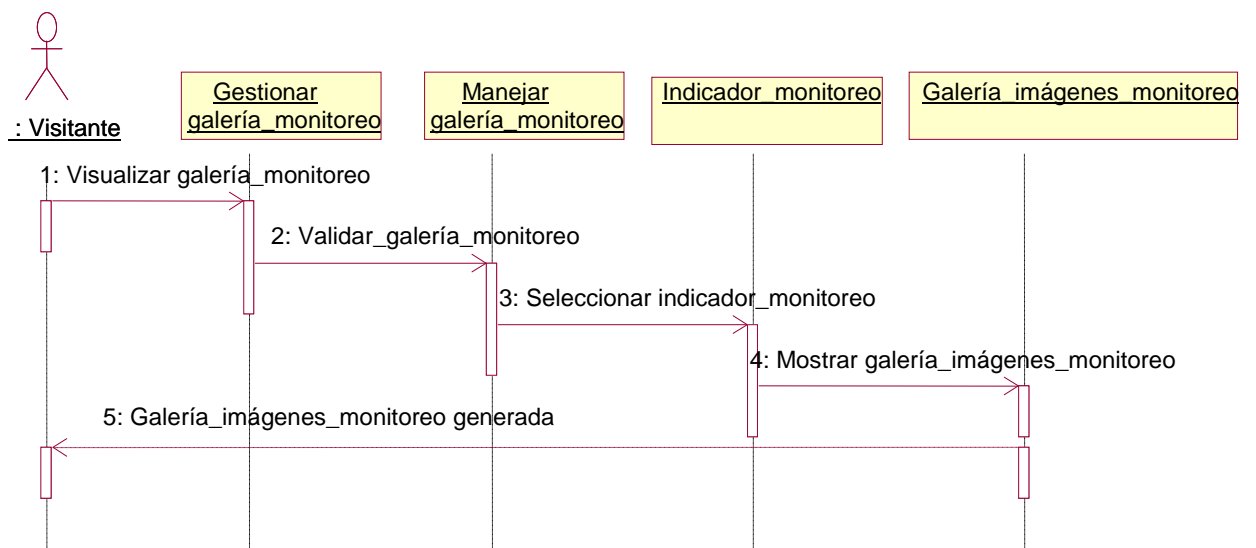 : Visitante
Gestionar
galería_monitoreo
Manejar
galería_monitoreo
Indicador_monitoreo
Galería_imágenes_monitoreo
1: Visualizar galería_monitoreo
2: Validar_galería_monitoreo
3: Seleccionar indicador_monitoreo
4: Mostrar galería_imágenes_monitoreo
5: Galería_imágenes_monitoreo generada